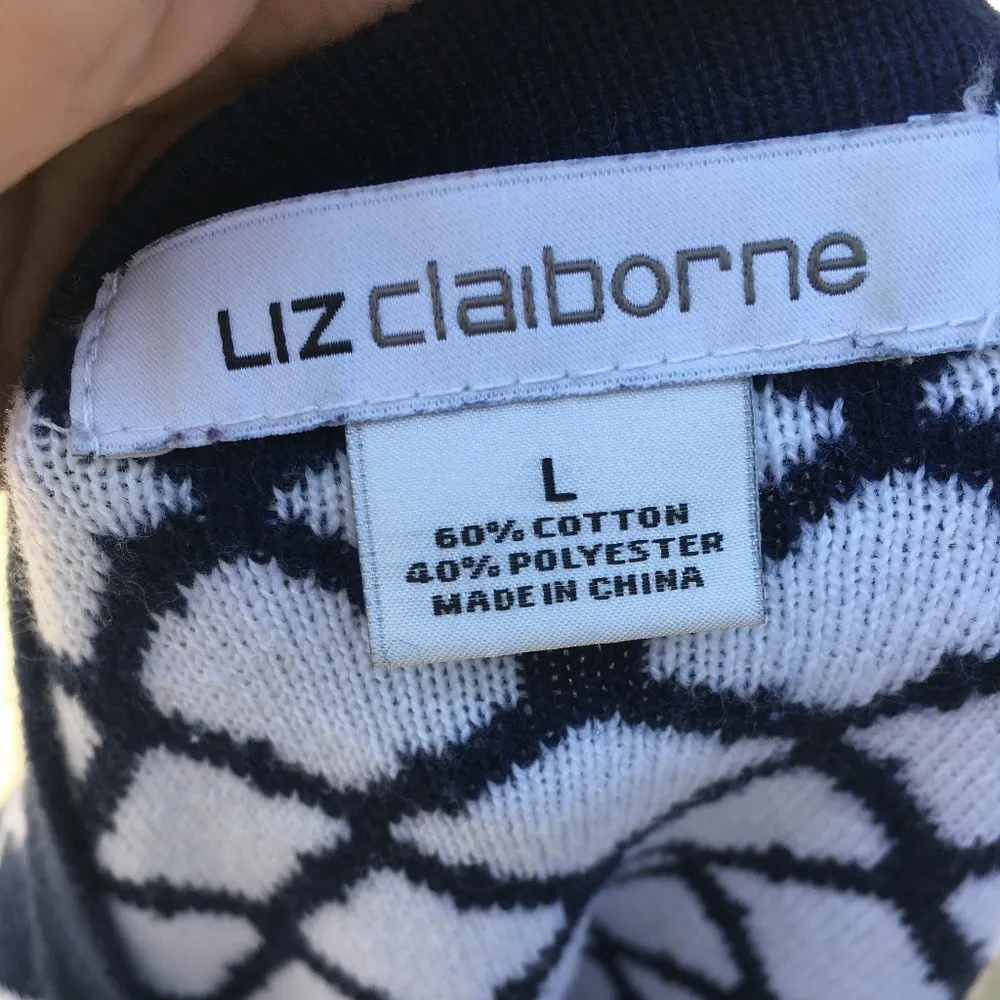 LIZ claiborne
L
60% COTTON
40% POLYESTER
MADE IN CHINA